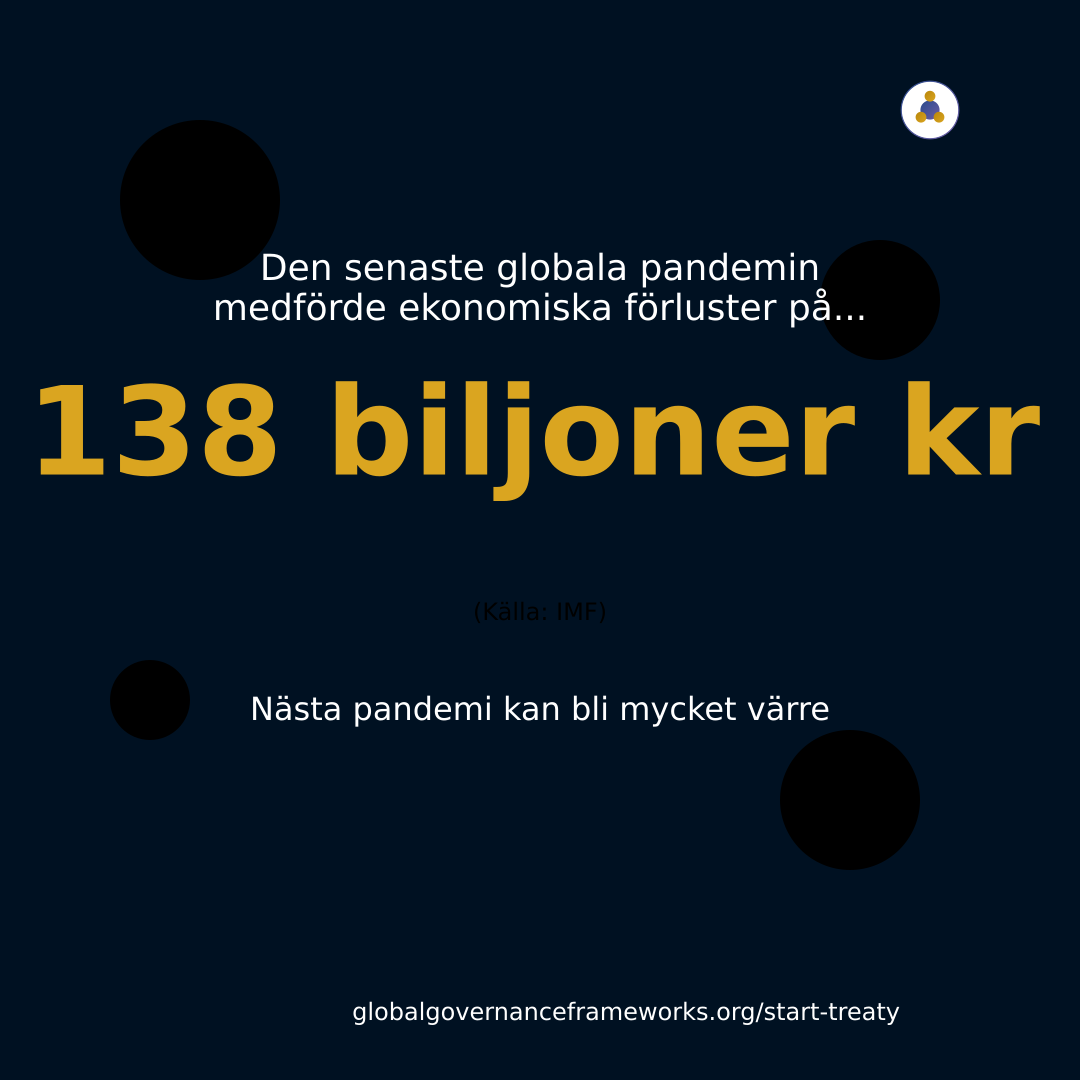 Den senaste globala pandemin
medförde ekonomiska förluster på...
138 biljoner kr
(Källa: IMF)
Nästa pandemi kan bli mycket värre
globalgovernanceframeworks.org/start-treaty